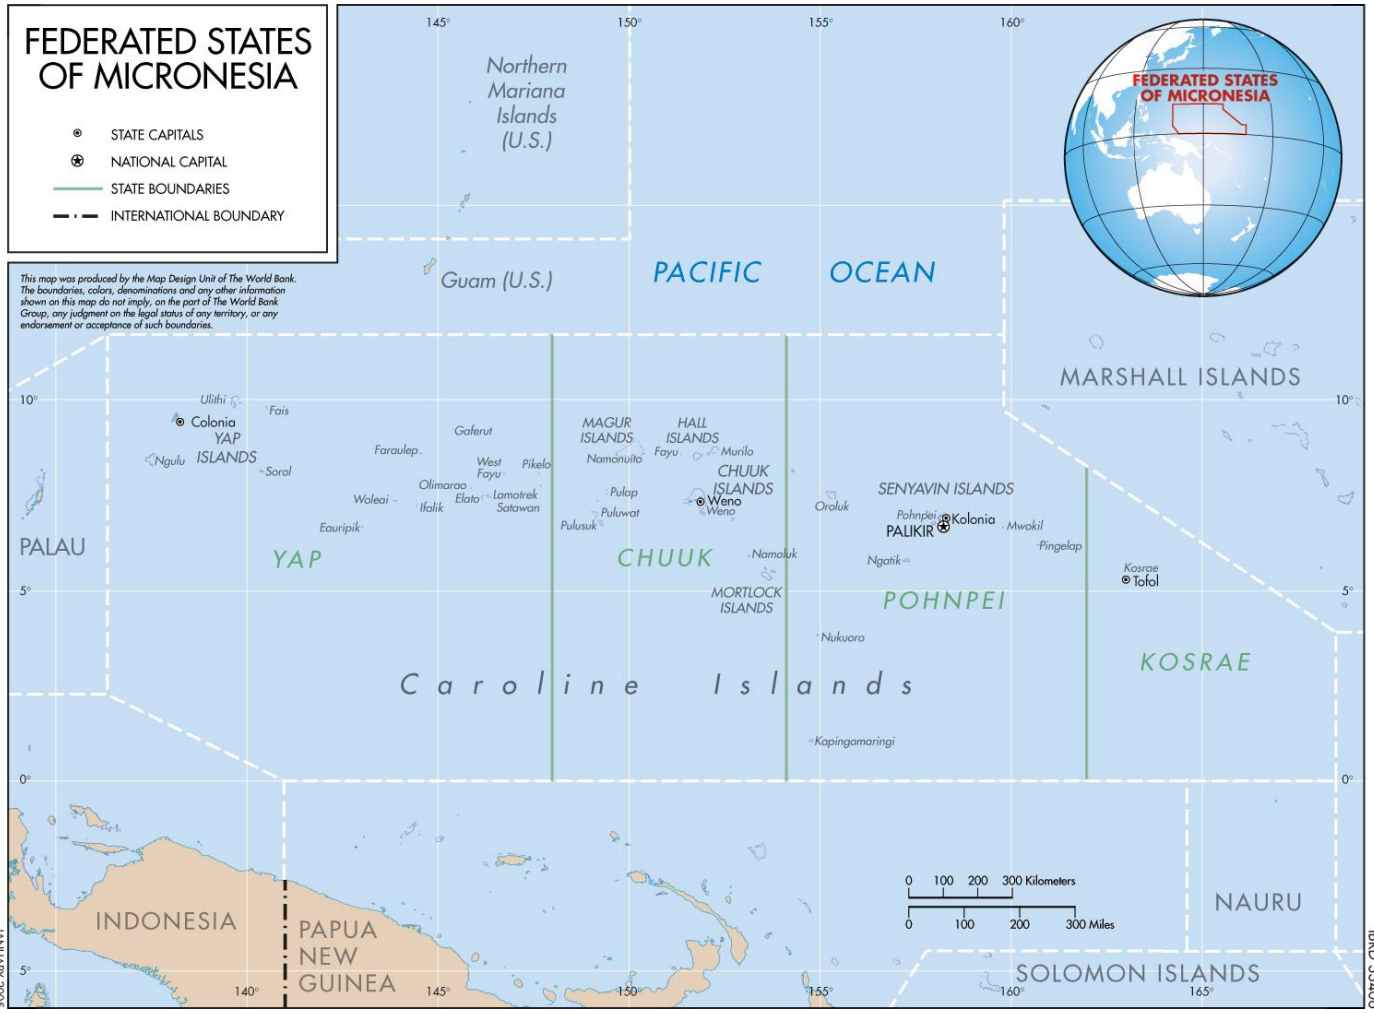 FEDERATED STATES
OF MICRONESIA
STATE CAPITALS
NATIONAL CAPITAL
STATE BOUNDARIES
INTERNATIONAL BOUNDARY
This map was produced by the Map Design Unit of The World Bank.
The boundaries, colors, denominations and any other information
shown on this map do not imply, on the part of The World Bank
Group, any judgment on the legal status of any territory, or any
endorsement or acceptance of such boundaries.
145°
150°
155°
160°
Northern
Mariana
Islands
(U.S.)
FEDERATED STATES
OF MICRONESIA
Guam (U.S.)
PACIFIC OCEAN
MARSHALL ISLANDS
10°
10°
Ulithi
Fais
Colonia
YAP
ISLANDS
Ngulu
Sorol
Gaferut
Faraulep
West
Fayu
Pikelo
Olimarao
Woleai
Ifalik
Elato
Lamotrek
Satawan
Eauripik
MAGUR
ISLANDS
Namonuito
HALL
ISLANDS
Fayu
Murilo
CHUUK
ISLANDS
Pulap
Weno
Weno
Puluwat
Pulusuk
SENYAVIN ISLANDS
Oroluk
Pohnpei
Kolonia
PALIKIR
Mwokil
Pingelap
Ngatik
PALAU
YAP
CHUUK
Namoluk
MORTLOCK
ISLANDS
POHNPEI
Kosrae
Tofol
5°
5°
Nukuoro
KOSRAE
Caroline Islands
Kapingamaringi
0°
0°
0 100 200 300 Kilometers
0 100 200 300 Miles
INDONESIA
PAPUA
NEW
GUINEA
NAURU
SOLOMON ISLANDS
5°
140°
145°
150°
155°
160°
165°